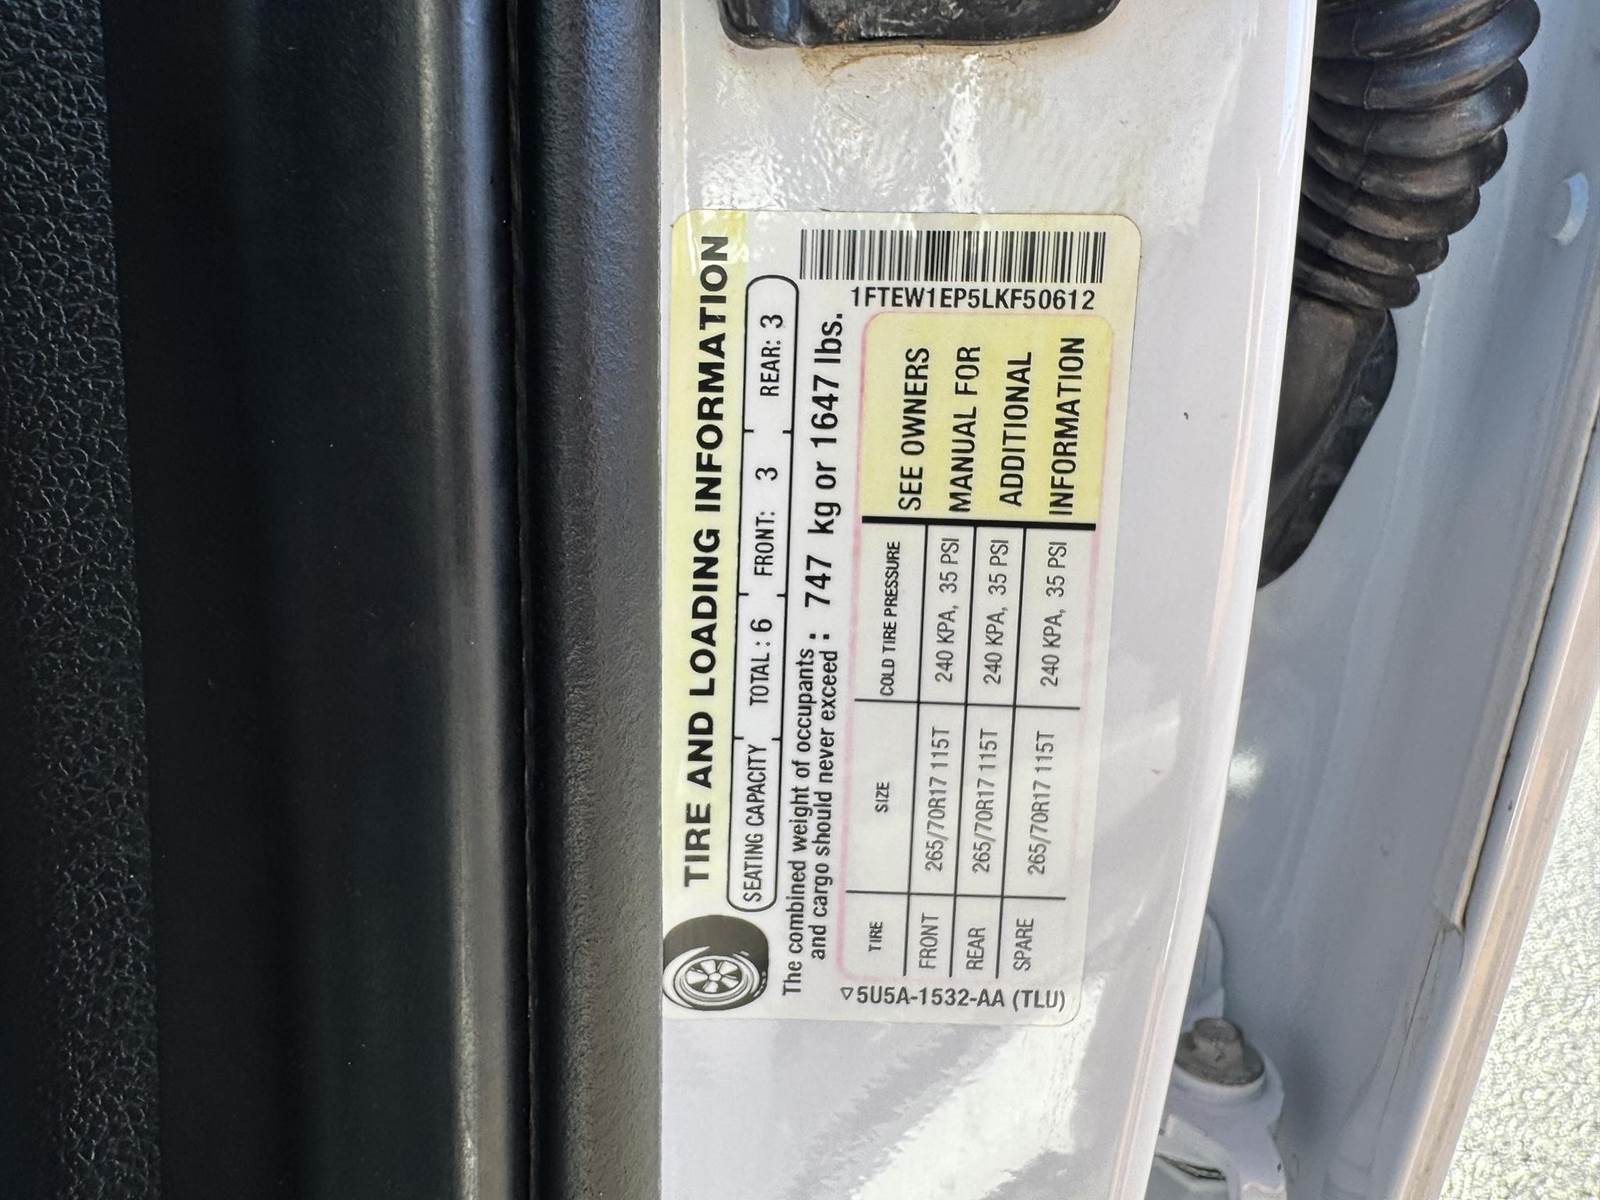 TIRE AND LOADING INFORMATION
SEATING CAPACITY TOTAL : 6 FRONT: 3 REAR: 3
The combined weight of occupants
and cargo should never exceed : 747 kg or 1647 lbs.
1FTEW1EP5LKF50612
TIRE SIZE COLD TIRE PRESSURE
FRONT 265/70R17 115T 240 KPA, 35 PSI
REAR 265/70R17 115T 240 KPA, 35 PSI
SPARE 265/70R17 115T 240 KPA, 35 PSI
SEE OWNERS
MANUAL FOR
ADDITIONAL
INFORMATION
▽5U5A-1532-AA (TLU)